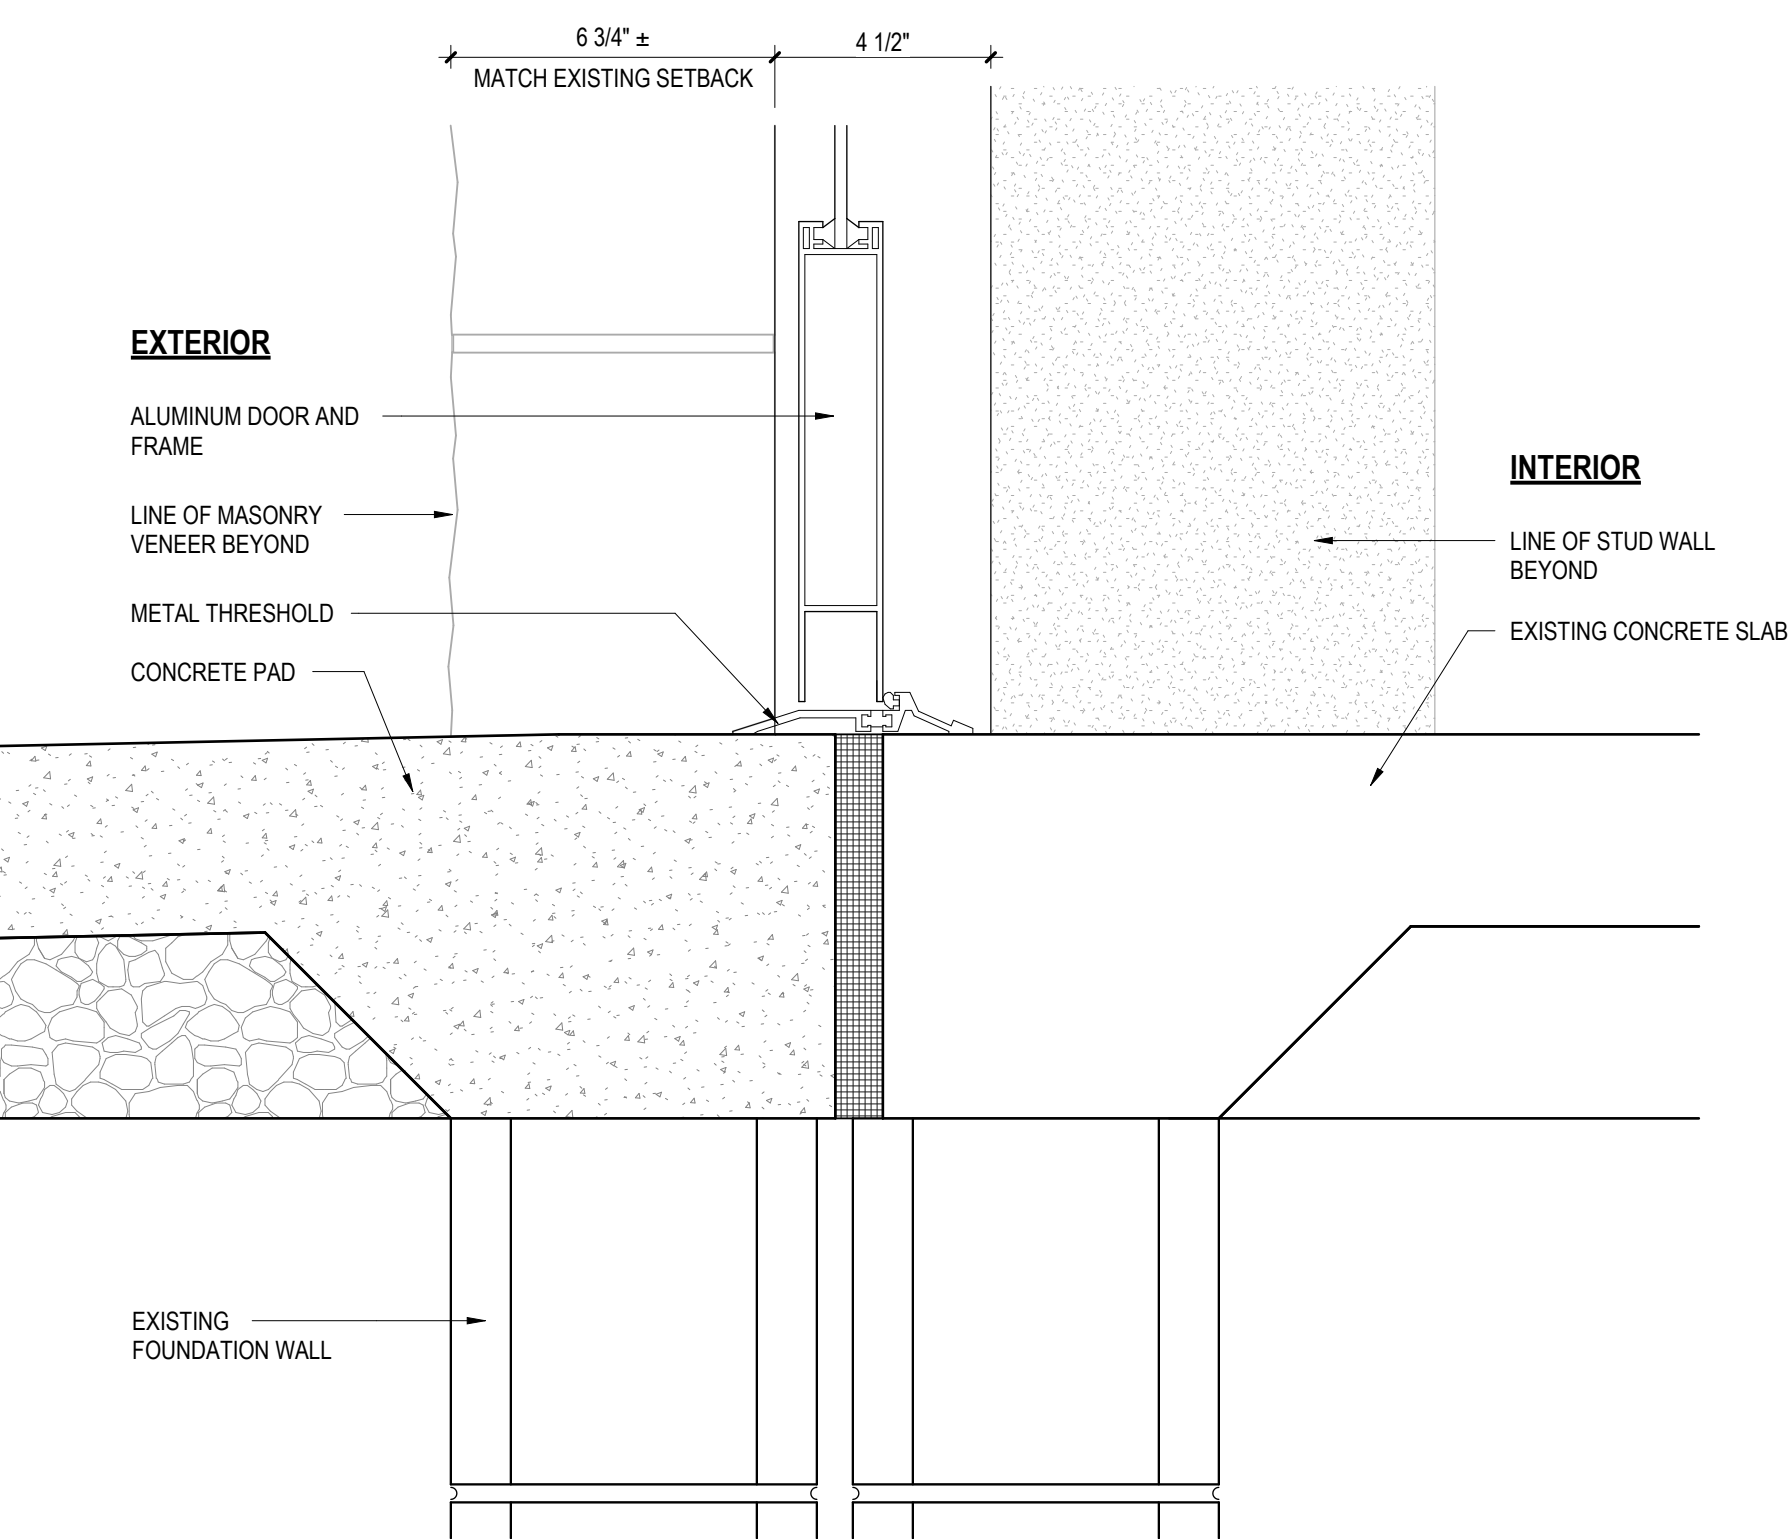 6 3/4" ±
4 1/2"
MATCH EXISTING SETBACK
EXTERIOR
ALUMINUM DOOR AND
FRAME
LINE OF MASONRY
VENEER BEYOND
METAL THRESHOLD
CONCRETE PAD
INTERIOR
LINE OF STUD WALL
BEYOND
EXISTING CONCRETE SLAB
EXISTING
FOUNDATION WALL